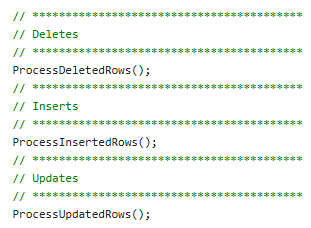 // ****************************************
// Deletes
// ****************************************
ProcessDeletedRows();
// ****************************************
// Inserts
// ****************************************
ProcessInsertedRows();
// ****************************************
// Updates
// ****************************************
ProcessUpdatedRows();